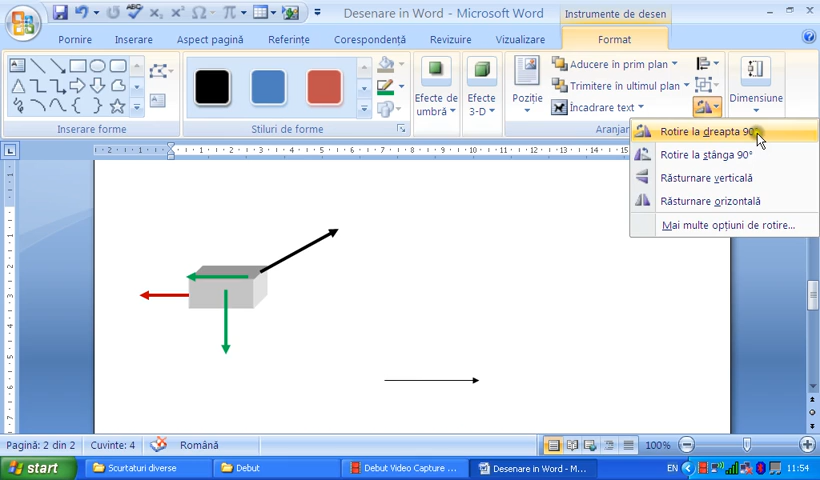 Desenare in Word - Microsoft Word
Instrumente de desen
Pornire
Inserare
Aspect pagină
Referințe
Corespondență
Revizuire
Vizualizare
Format
Inserare forme
Stiluri de forme
Efecte de umbră
Efecte 3-D
Poziție
Aducere în prim plan
Trimitere în ultimul plan
Încadrare text
Dimensiune
Rotire la dreapta 90°
Rotire la stânga 90°
Răsturnare verticală
Răsturnare orizontală
Mai multe opțiuni de rotire...
Pagină: 2 din 2
Cuvinte: 4
Română
100%
start
Scurtaturi diverse
Debut
Debut Video Capture ...
Desenare in Word - M...
EN
11:54